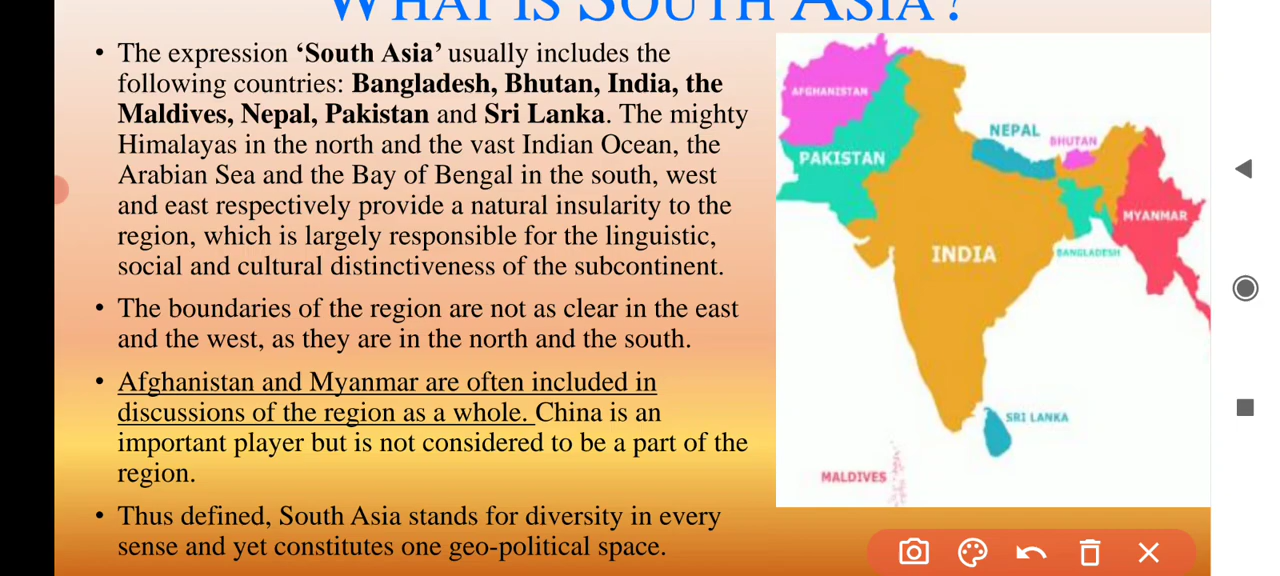 WHAT IS SOUTH ASIA?
• The expression ‘South Asia’ usually includes the
following countries: Bangladesh, Bhutan, India, the
Maldives, Nepal, Pakistan and Sri Lanka. The mighty
Himalayas in the north and the vast Indian Ocean, the
Arabian Sea and the Bay of Bengal in the south, west
and east respectively provide a natural insularity to the
region, which is largely responsible for the linguistic,
social and cultural distinctiveness of the subcontinent.
• The boundaries of the region are not as clear in the east
and the west, as they are in the north and the south.
• Afghanistan and Myanmar are often included in
discussions of the region as a whole. China is an
important player but is not considered to be a part of the
region.
• Thus defined, South Asia stands for diversity in every
sense and yet constitutes one geo-political space.
AFGHANISTAN
PAKISTAN
NEPAL
BHUTAN
MYANMAR
INDIA
BANGLADESH
SRI LANKA
MALDIVES